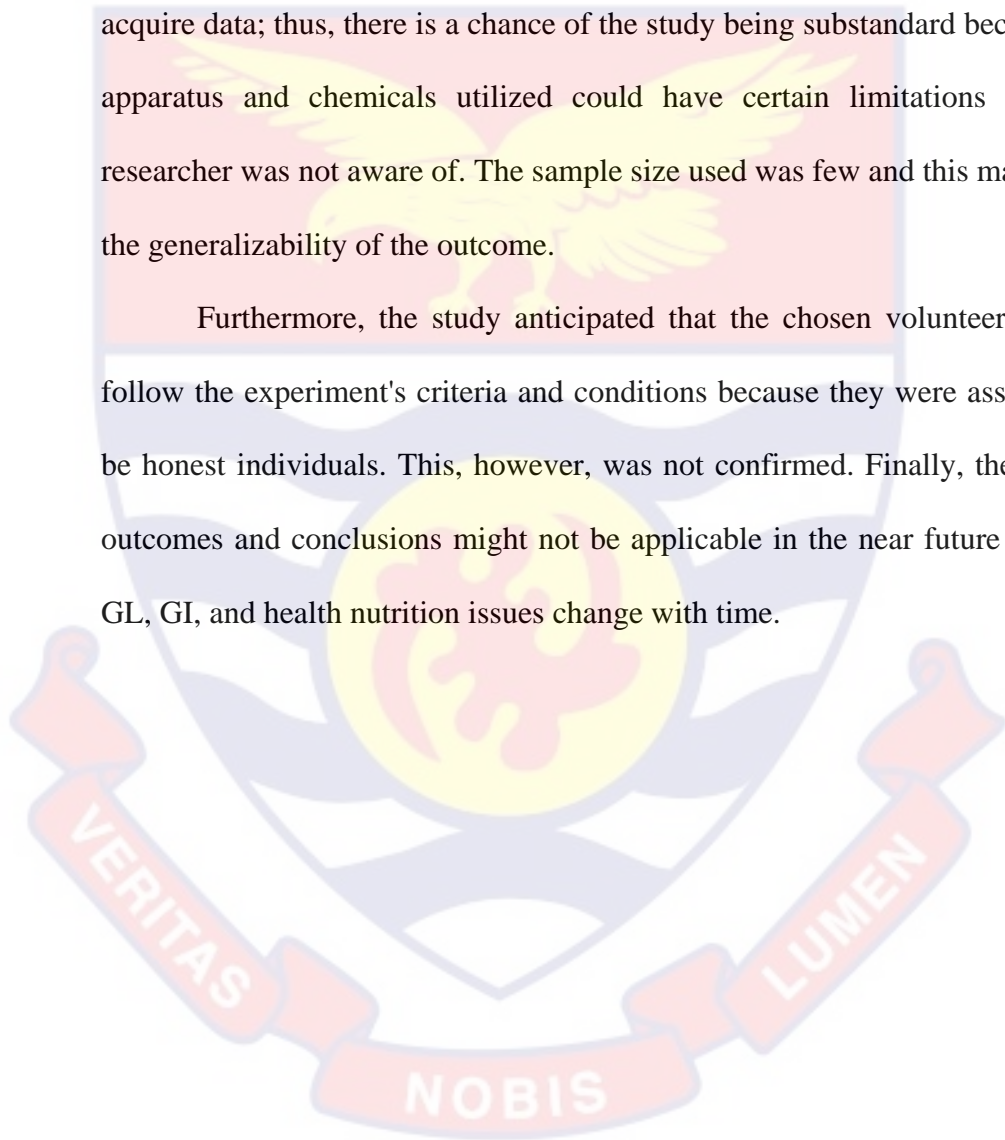 acquire data; thus, there is a chance of the study being substandard bec
apparatus and chemicals utilized could have certain limitations
researcher was not aware of. The sample size used was few and this ma
the generalizability of the outcome.
Furthermore, the study anticipated that the chosen volunteer
follow the experiment's criteria and conditions because they were ass
be honest individuals. This, however, was not confirmed. Finally, the
outcomes and conclusions might not be applicable in the near future
GL, GI, and health nutrition issues change with time.
VERITAS
NOBIS
LUMEN